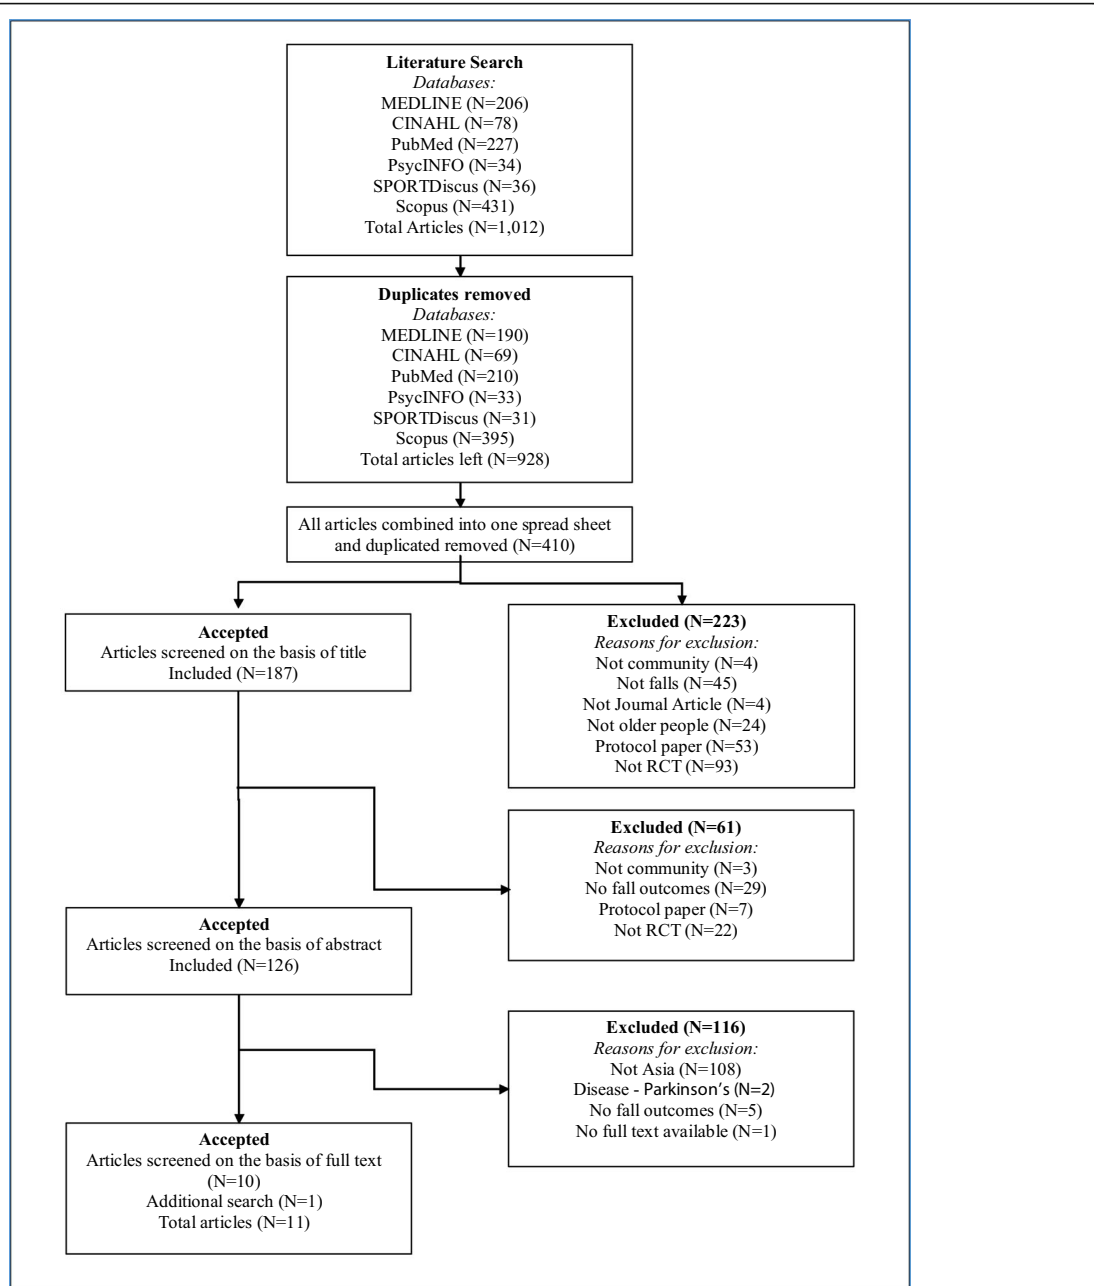 Literature Search
Databases:
MEDLINE (N=206)
CINAHL (N=78)
PubMed (N=227)
PsycINFO (N=34)
SPORTDiscus (N=36)
Scopus (N=431)
Total Articles (N=1,012)
Duplicates removed
Databases:
MEDLINE (N=190)
CINAHL (N=69)
PubMed (N=210)
PsycINFO (N=33)
SPORTDiscus (N=31)
Scopus (N=395)
Total articles left (N=928)
All articles combined into one spread sheet
and duplicated removed (N=410)
Accepted
Articles screened on the basis of title
Included (N=187)
Excluded (N=223)
Reasons for exclusion:
Not community (N=4)
Not falls (N=45)
Not Journal Article (N=4)
Not older people (N=24)
Protocol paper (N=53)
Not RCT (N=93)
Excluded (N=61)
Reasons for exclusion:
Not community (N=3)
No fall outcomes (N=29)
Protocol paper (N=7)
Not RCT (N=22)
Accepted
Articles screened on the basis of abstract
Included (N=126)
Excluded (N=116)
Reasons for exclusion:
Not Asia (N=108)
Disease - Parkinson's (N=2)
No fall outcomes (N=5)
No full text available (N=1)
Accepted
Articles screened on the basis of full text
(N=10)
Additional search (N=1)
Total articles (N=11)